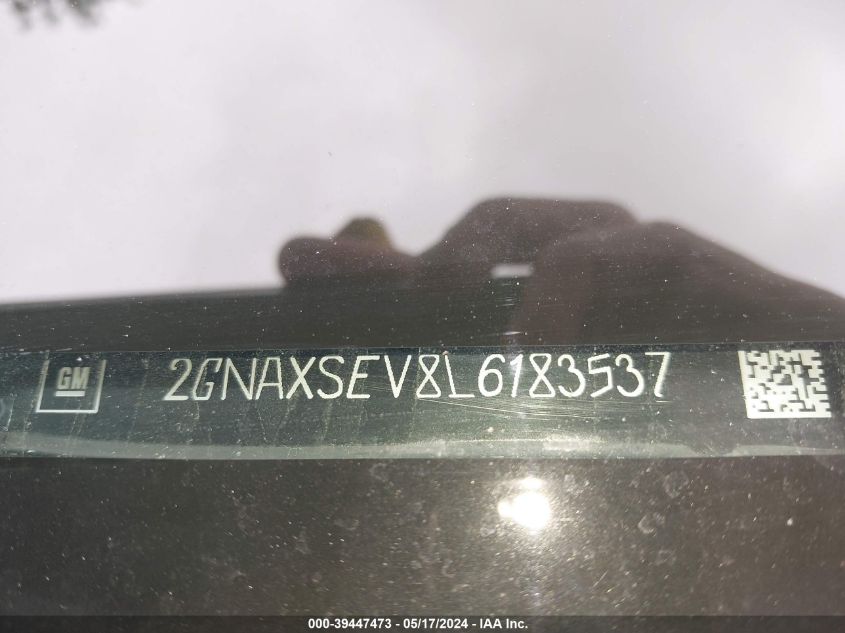 GM 2GNAXSEV8L6183537
000-39447473 — 05/17/2024 — IAA Inc.